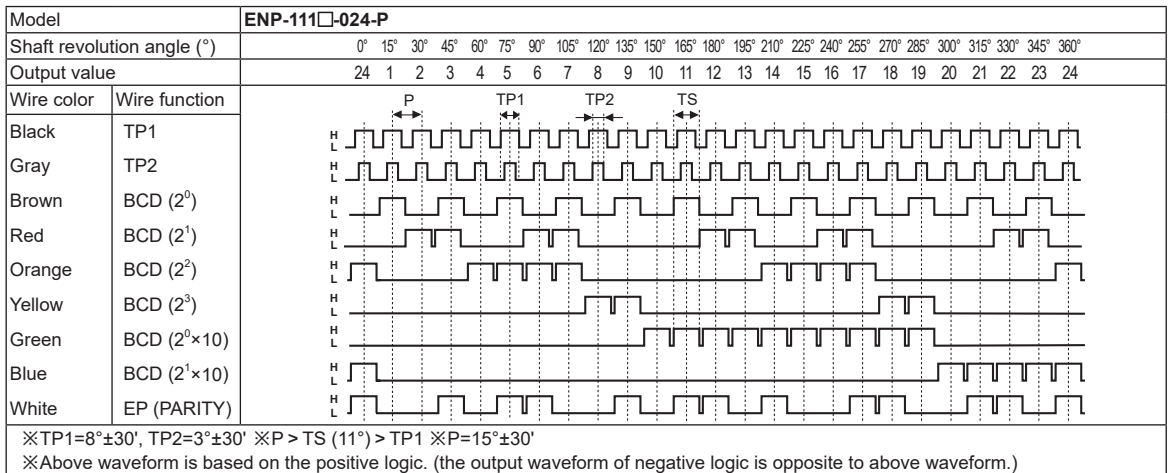 Model ENP-111□-024-P
Shaft revolution angle (°) 0° 15° 30° 45° 60° 75° 90° 105° 120° 135° 150° 165° 180° 195° 210° 225° 240° 255° 270° 285° 300° 315° 330° 345° 360°
Output value 24 1 2 3 4 5 6 7 8 9 10 11 12 13 14 15 16 17 18 19 20 21 22 23 24
Wire color Wire function P TP1 TP2 TS
Black TP1 H L
Gray TP2 H L
Brown BCD (2⁰) H L
Red BCD (2¹) H L
Orange BCD (2²) H L
Yellow BCD (2³) H L
Green BCD (2⁰×10) H L
Blue BCD (2¹×10) H L
White EP (PARITY) H L
※TP1=8°±30', TP2=3°±30' ※P > TS (11°) > TP1 ※P=15°±30'
※Above waveform is based on the positive logic. (the output waveform of negative logic is opposite to above waveform.)